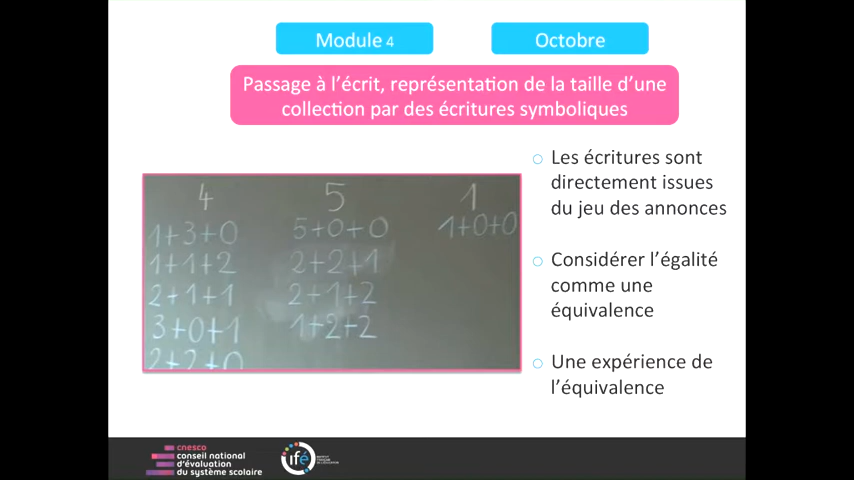 Module 4
Octobre
Passage à l'écrit, représentation de la taille d'une
collection par des écritures symboliques
4
1+3+0
1+1+2
2+1+1
3+0+1
2+2+0
5
5+0+0
2+2+1
2+1+2
1+2+2
1
1+0+0
Les écritures sont
directement issues
du jeu des annonces
Considérer l'égalité
comme une
équivalence
Une expérience de
l'équivalence
cnesco
conseil national
d'évaluation
du système scolaire
ifé